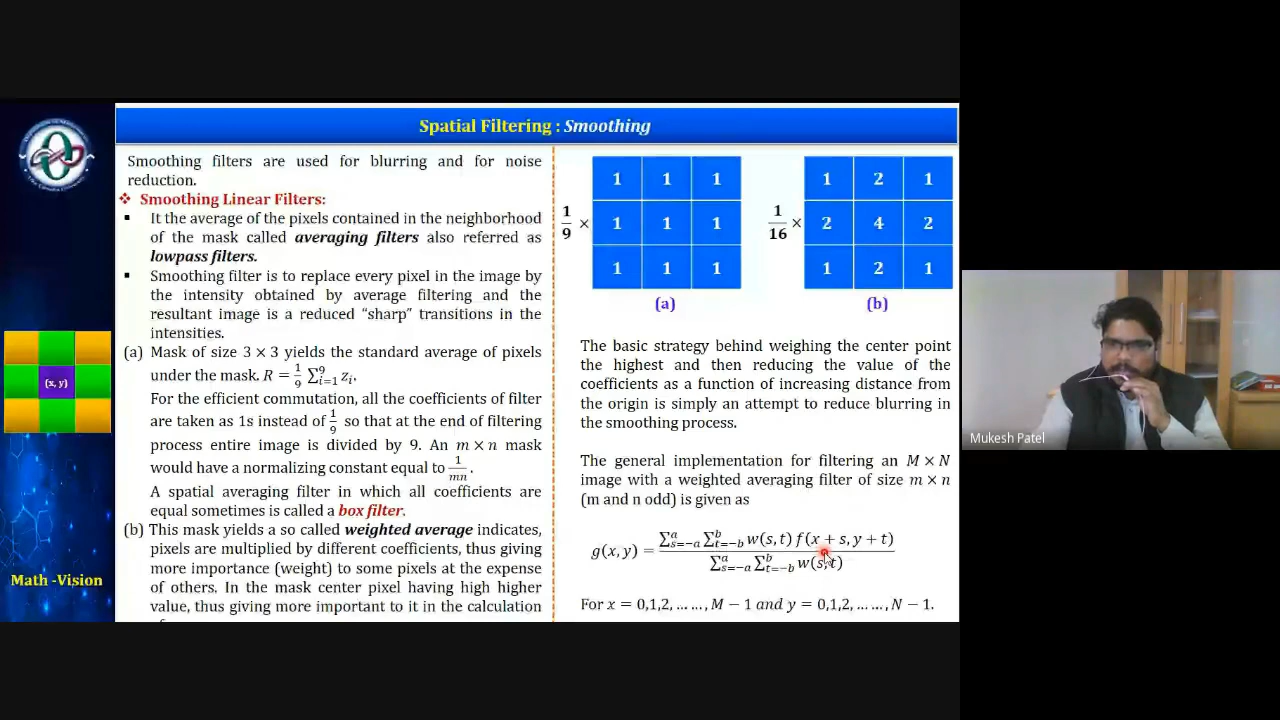 Spatial Filtering : Smoothing
Smoothing filters are used for blurring and for noise
reduction.
❖ Smoothing Linear Filters:
▪ It the average of the pixels contained in the neighborhood
of the mask called averaging filters also referred as
lowpass filters.
▪ Smoothing filter is to replace every pixel in the image by
the intensity obtained by average filtering and the
resultant image is a reduced “sharp” transitions in the
intensities.
(a) Mask of size 3 × 3 yields the standard average of pixels
under the mask. R = 1/9 ∑_{i=1}^{9} z_i.
For the efficient commutation, all the coefficients of filter
are taken as 1s instead of 1/9 so that at the end of filtering
process entire image is divided by 9. An m × n mask
would have a normalizing constant equal to 1/mn.
A spatial averaging filter in which all coefficients are
equal sometimes is called a box filter.
(b) This mask yields a so called weighted average indicates,
pixels are multiplied by different coefficients, thus giving
more importance (weight) to some pixels at the expense
of others. In the mask center pixel having high higher
value, thus giving more important to it in the calculation
1/9 ×
1 1 1
1 1 1
1 1 1
(a)
1/16 ×
1 2 1
2 4 2
1 2 1
(b)
The basic strategy behind weighing the center point
the highest and then reducing the value of the
coefficients as a function of increasing distance from
the origin is simply an attempt to reduce blurring in
the smoothing process.
The general implementation for filtering an M × N
image with a weighted averaging filter of size m × n
(m and n odd) is given as
g(x, y) = ∑_{s=−a}^{a} ∑_{t=−b}^{b} w(s, t) f(x + s, y + t) / ∑_{s=−a}^{a} ∑_{t=−b}^{b} w(s, t)
For x = 0,1,2, … …, M − 1 and y = 0,1,2, … …, N − 1.
(x, y)
Math -Vision
Mukesh Patel